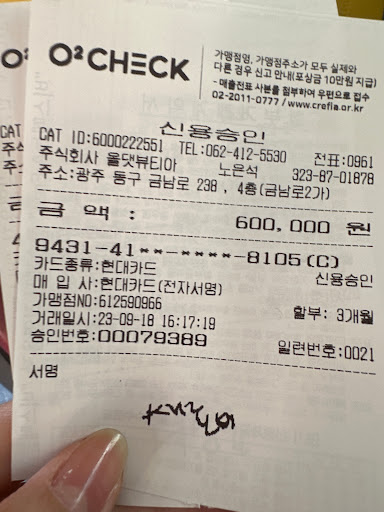 O²CHECK
가맹점명, 가맹점주소가 모두 실제와
다른 경우 신고 안내(포상금 10만원 지급)
- 매출전표 사본을 첨부하여 우편으로 접수
02-2011-0777 / www.crefia.or.kr
신용승인
CAT ID:6000222551 TEL:062-412-5530 전표:0961
주식회사 올댓뷰티아 노은석 323-87-01878
주소:광주 동구 금남로 238, 4층(금남로2가)
금 액 : 600,000 원
9431-41**-****-8105(C)
카드종류:현대카드 신용승인
매 입 사:현대카드(전자서명)
가맹점NO:612590966 할부: 3개월
거래일시:23-09-18 16:17:19
승인번호:00079389 일련번호:0021
서명